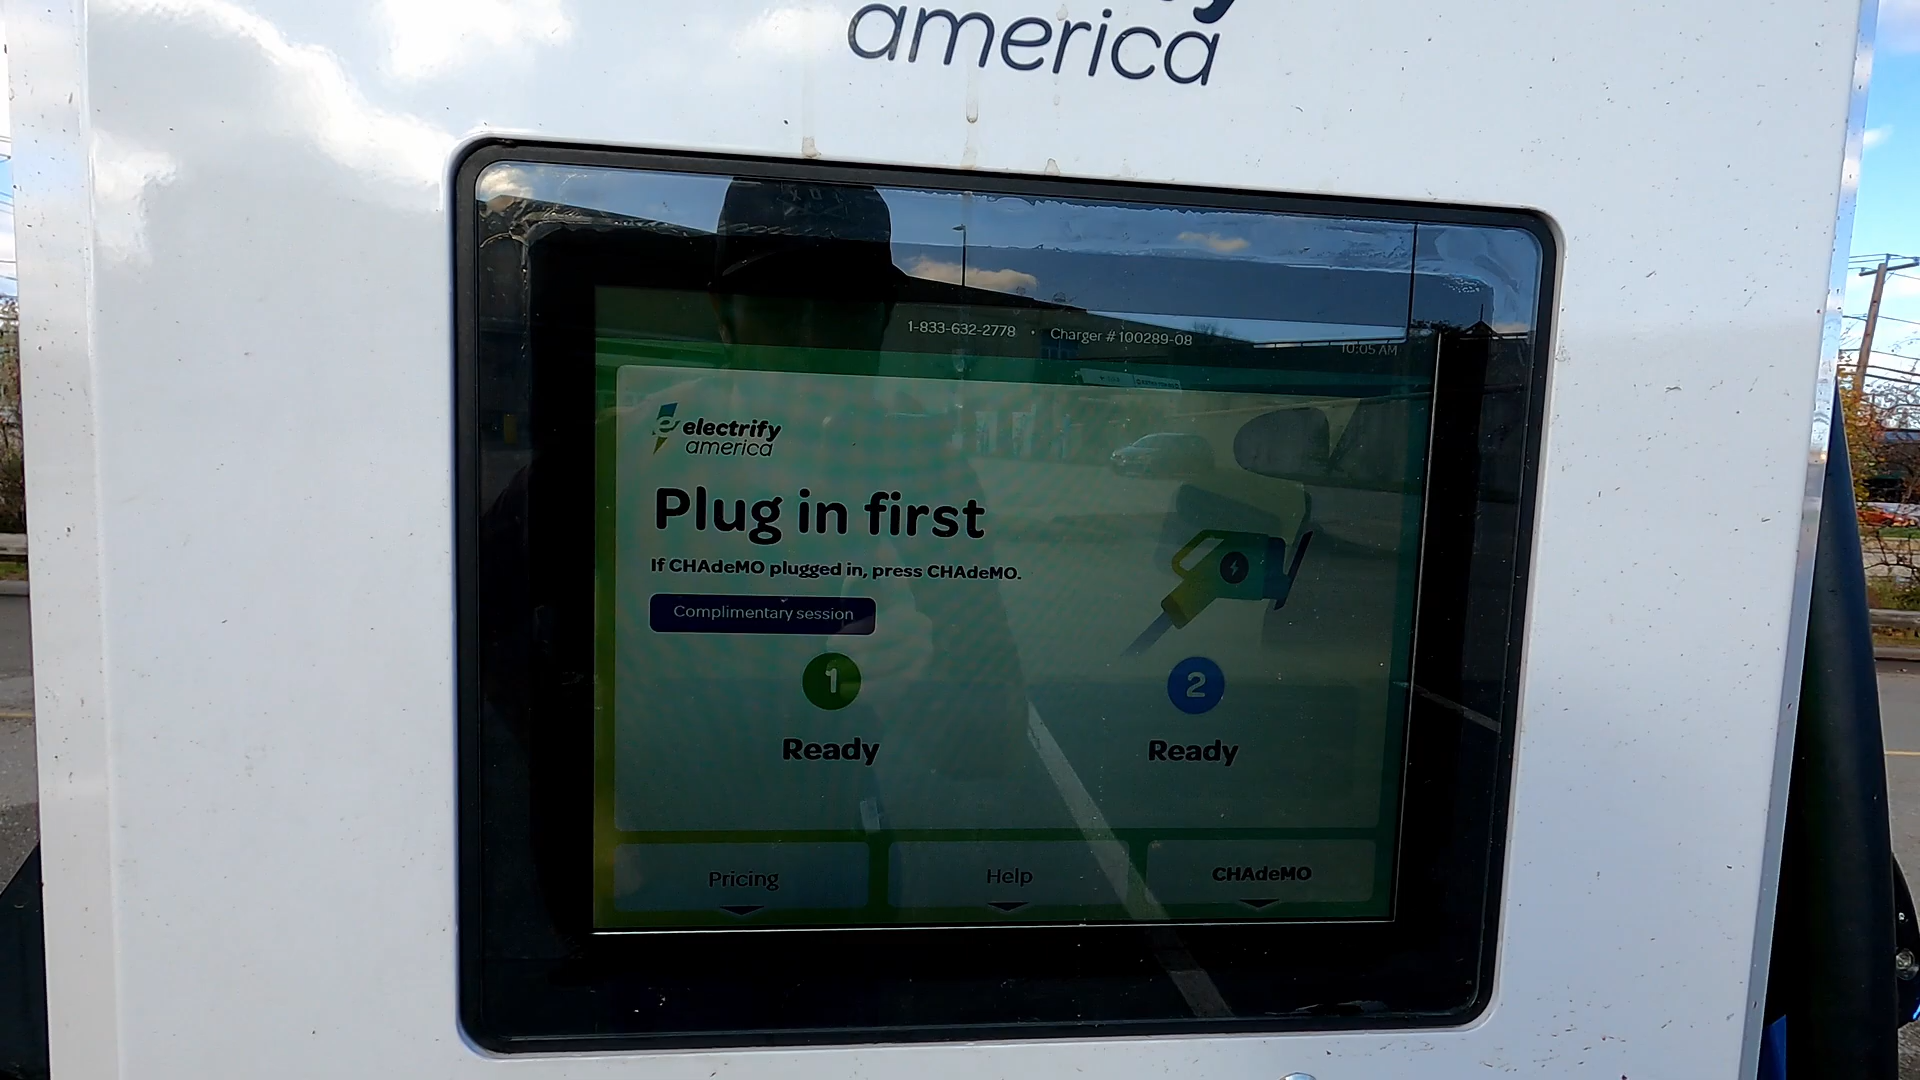 america
1-833-632-2778 • Charger # 100289-08
10:05 AM
electrify
america
Plug in first
If CHAdeMO plugged in, press CHAdeMO.
Complimentary session
1
2
Ready
Ready
Pricing
Help
CHAdeMO